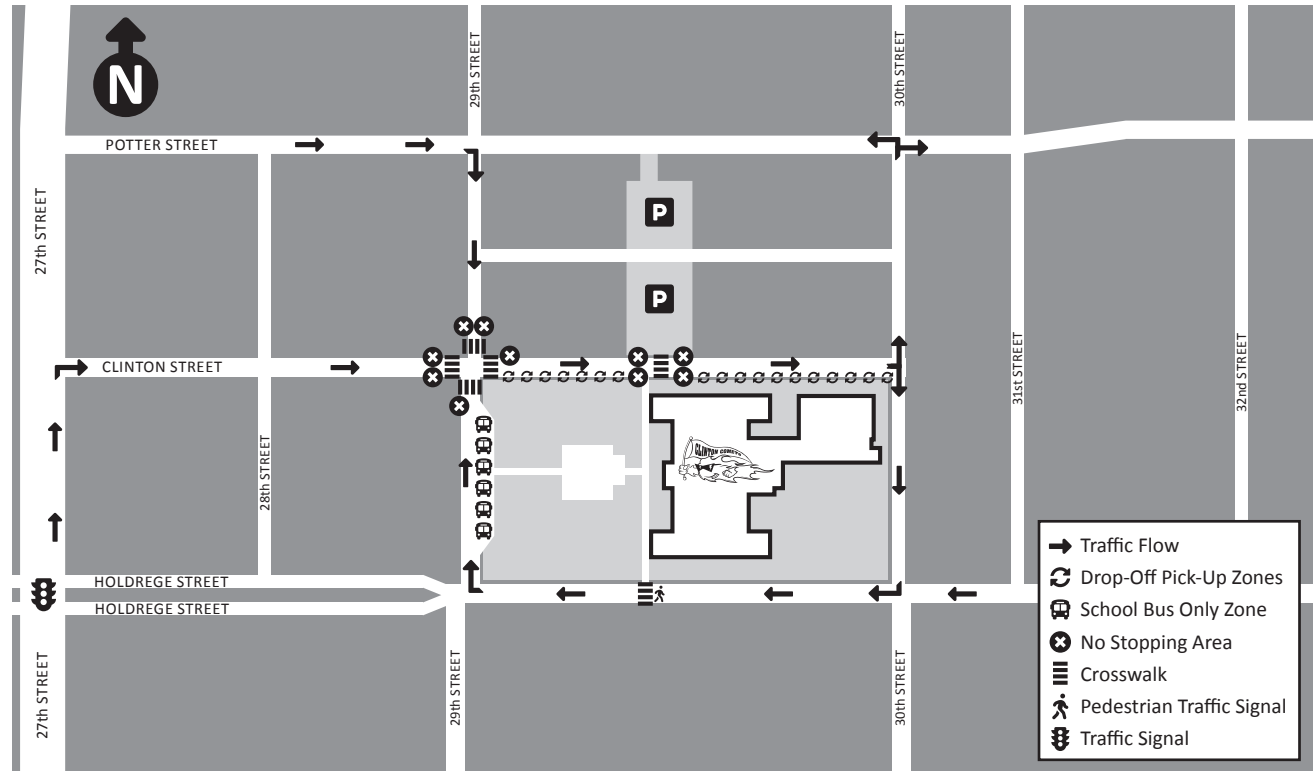 N
29th STREET
30th STREET
POTTER STREET
27th STREET
P
P
CLINTON STREET
31st STREET
32nd STREET
28th STREET
CLINTON COMETS
HOLDREGE STREET
HOLDREGE STREET
27th STREET
29th STREET
30th STREET
Traffic Flow
Drop-Off Pick-Up Zones
School Bus Only Zone
No Stopping Area
Crosswalk
Pedestrian Traffic Signal
Traffic Signal